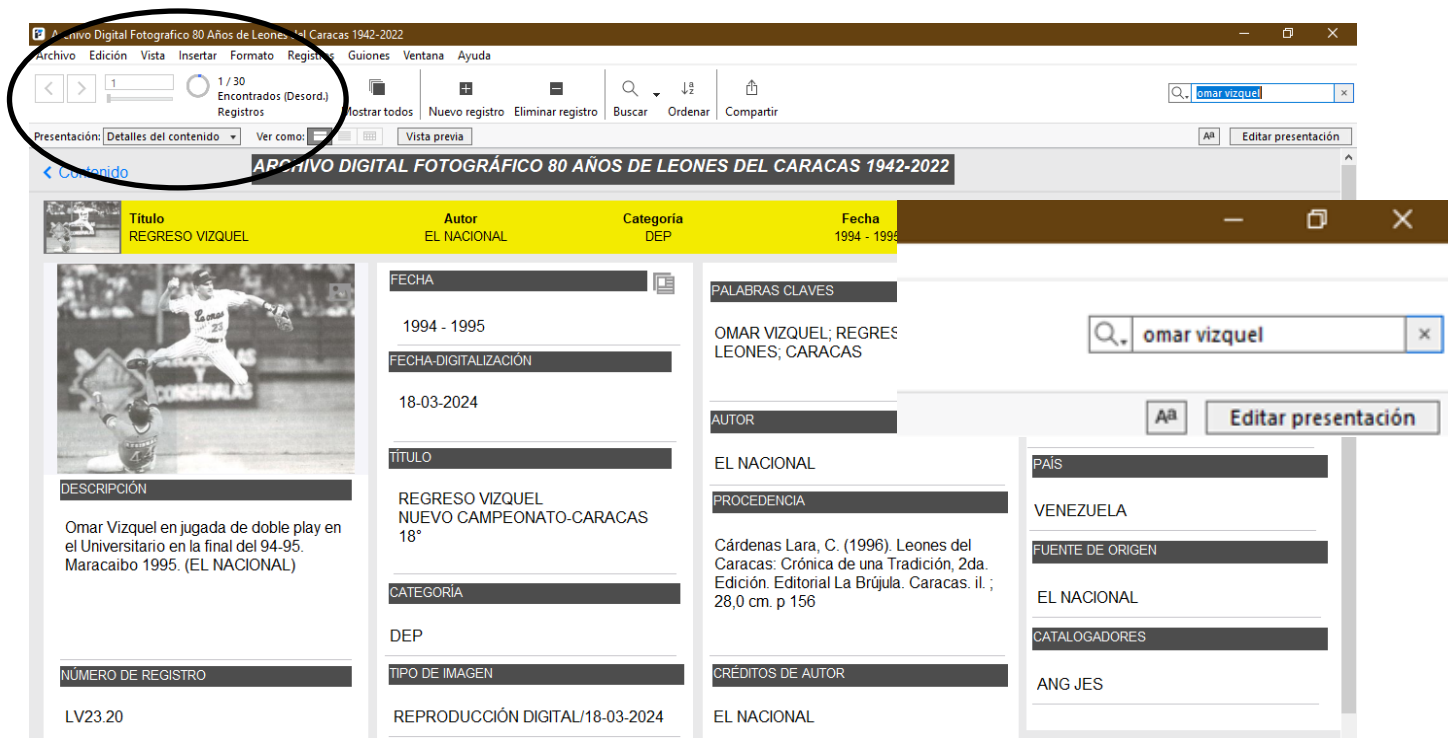 Archivo Digital Fotografico 80 Años de Leones del Caracas 1942-2022
Archivo Edición Vista Insertar Formato Registros Guiones Ventana Ayuda
1
1 / 30
Encontrados (Desord.)
Registros
Mostrar todos Nuevo registro Eliminar registro Buscar Ordenar Compartir
omar vizquel
Presentación: Detalles del contenido Ver como: Vista previa
Aa Editar presentación
Contenido
ARCHIVO DIGITAL FOTOGRÁFICO 80 AÑOS DE LEONES DEL CARACAS 1942-2022
Título Autor Categoría Fecha
REGRESO VIZQUEL EL NACIONAL DEP 1994 - 1995
omar vizquel
Aa Editar presentación
Leones
23
44
DESCRIPCIÓN
Omar Vizquel en jugada de doble play en
el Universitario en la final del 94-95.
Maracaibo 1995. (EL NACIONAL)
NÚMERO DE REGISTRO
LV23.20
FECHA
1994 - 1995
FECHA-DIGITALIZACIÓN
18-03-2024
TÍTULO
REGRESO VIZQUEL
NUEVO CAMPEONATO-CARACAS
18°
CATEGORÍA
DEP
TIPO DE IMAGEN
REPRODUCCIÓN DIGITAL/18-03-2024
PALABRAS CLAVES
OMAR VIZQUEL; REGRES
LEONES; CARACAS
AUTOR
EL NACIONAL
PROCEDENCIA
Cárdenas Lara, C. (1996). Leones del
Caracas: Crónica de una Tradición, 2da.
Edición. Editorial La Brújula. Caracas. il. ;
28,0 cm. p 156
CRÉDITOS DE AUTOR
EL NACIONAL
PAÍS
VENEZUELA
FUENTE DE ORIGEN
EL NACIONAL
CATALOGADORES
ANG JES